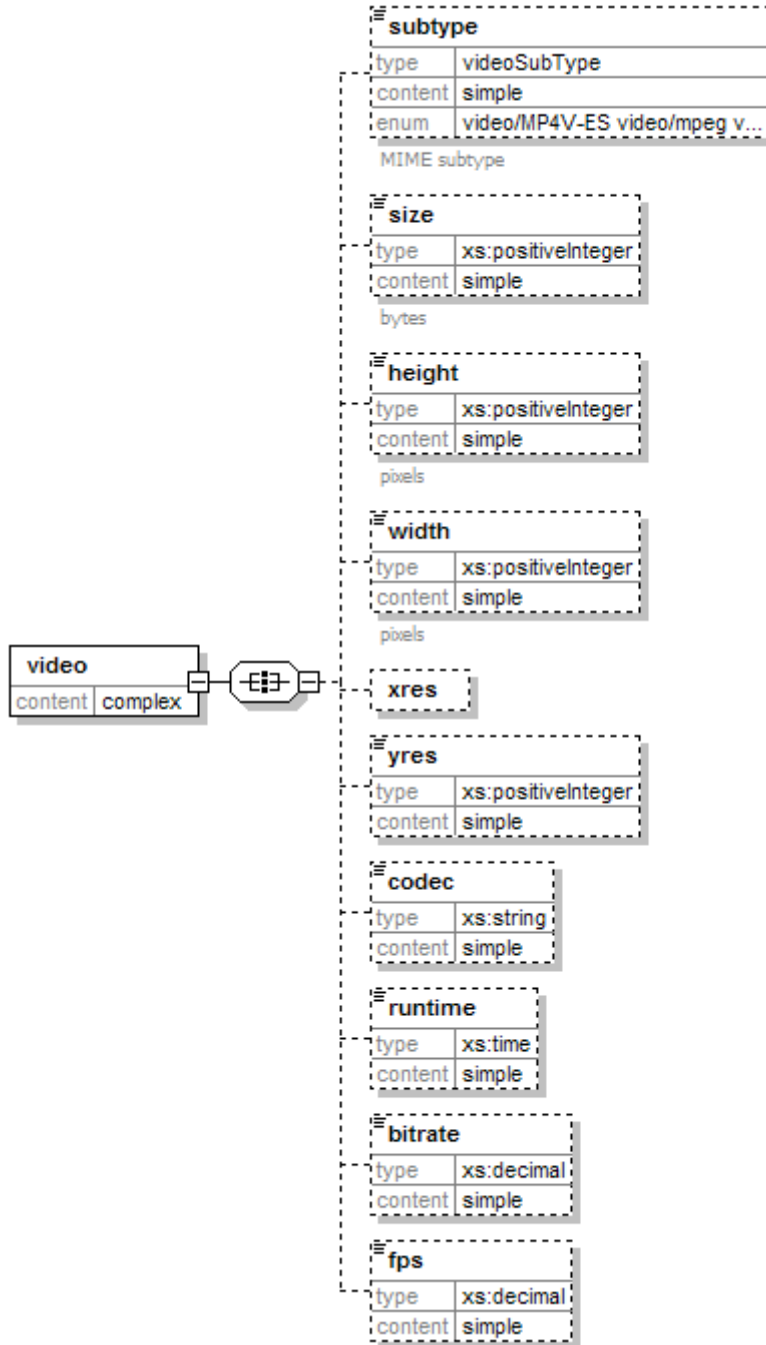 subtype
type videoSubType
content simple
enum video/MP4V-ES video/mpeg v...
MIME subtype
size
type xs:positiveInteger
content simple
bytes
height
type xs:positiveInteger
content simple
pixels
width
type xs:positiveInteger
content simple
pixels
video
content complex
xres
yres
type xs:positiveInteger
content simple
codec
type xs:string
content simple
runtime
type xs:time
content simple
bitrate
type xs:decimal
content simple
fps
type xs:decimal
content simple